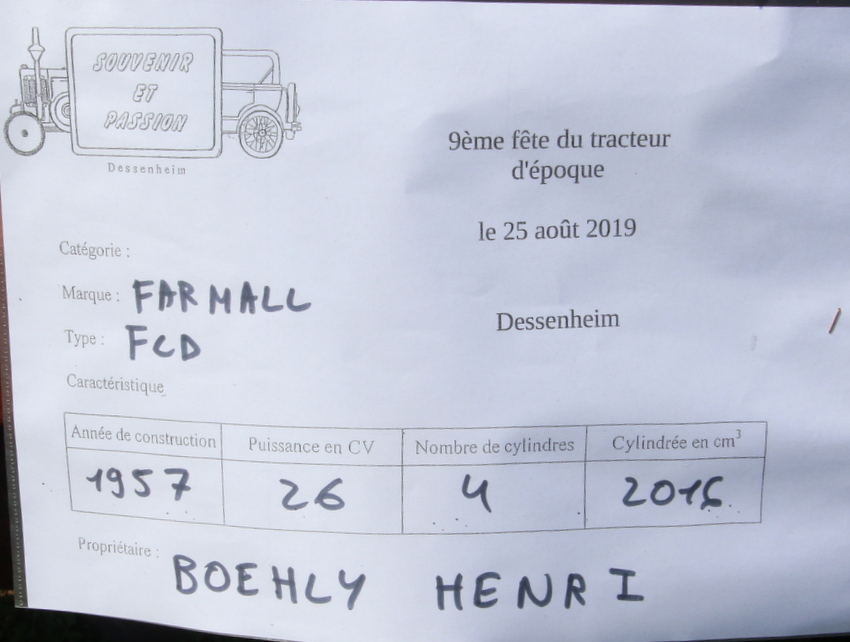 SOUVENIR
ET
PASSION
Dessenheim
9ème fête du tracteur
d'époque
le 25 août 2019
Dessenheim
Catégorie :
Marque : FARMALL
Type : FCD
Caractéristique
Année de construction Puissance en CV Nombre de cylindres Cylindrée en cm³
1957 26 4 2016
Propriétaire : BOEHLY HENRI